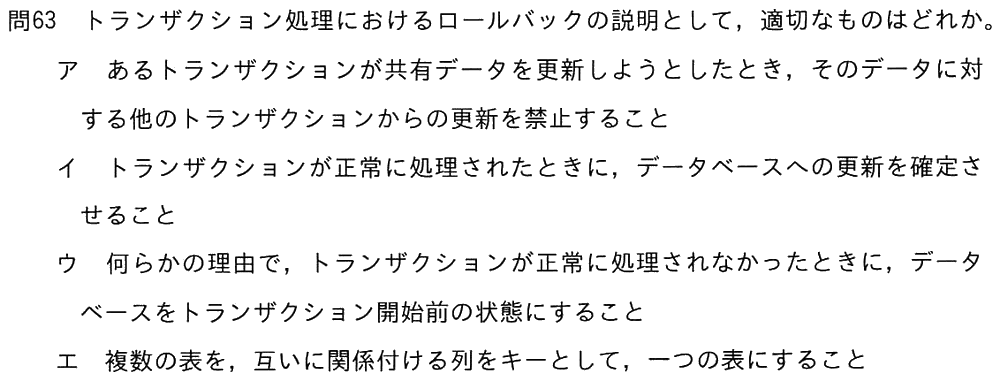 問63　トランザクション処理におけるロールバックの説明として，適切なものはどれか。
ア　あるトランザクションが共有データを更新しようとしたとき，そのデータに対
する他のトランザクションからの更新を禁止すること
イ　トランザクションが正常に処理されたときに，データベースへの更新を確定さ
せること
ウ　何らかの理由で，トランザクションが正常に処理されなかったときに，データ
ベースをトランザクション開始前の状態にすること
エ　複数の表を，互いに関係付ける列をキーとして，一つの表にすること